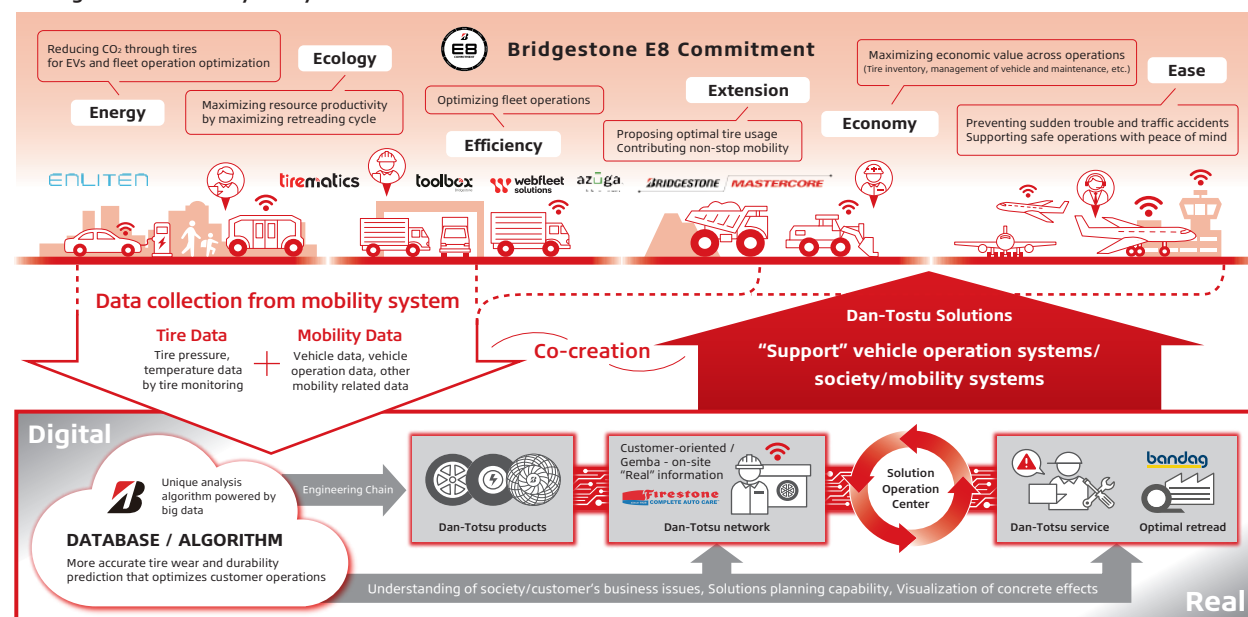 E8
COMMITMENT
Bridgestone E8 Commitment
Reducing CO₂ through tires
for EVs and fleet operation optimization
Energy
Ecology
Maximizing resource productivity
by maximizing retreading cycle
Optimizing fleet operations
Efficiency
Extension
Proposing optimal tire usage
Contributing non-stop mobility
Maximizing economic value across operations
(Tire inventory, management of vehicle and maintenance, etc.)
Economy
Ease
Preventing sudden trouble and traffic accidents
Supporting safe operations with peace of mind
ENLITEN
tirematics
toolbox
webfleet
solutions
azūga
BRIDGESTONE MASTERCORE
Data collection from mobility system
Tire Data
Tire pressure,
temperature data
by tire monitoring
+
Mobility Data
Vehicle data, vehicle
operation data, other
mobility related data
Co-creation
Dan-Tostu Solutions
“Support” vehicle operation systems/
society/mobility systems
Digital
Unique analysis
algorithm powered by
big data
DATABASE / ALGORITHM
More accurate tire wear and durability
prediction that optimizes customer operations
Engineering Chain
Dan-Totsu products
Customer-oriented /
Gemba - on-site
“Real” information
Firestone
COMPLETE AUTO CARE
Dan-Totsu network
Solution
Operation
Center
Dan-Totsu service
bandag
Optimal retread
Understanding of society/customer’s business issues, Solutions planning capability, Visualization of concrete effects
Real